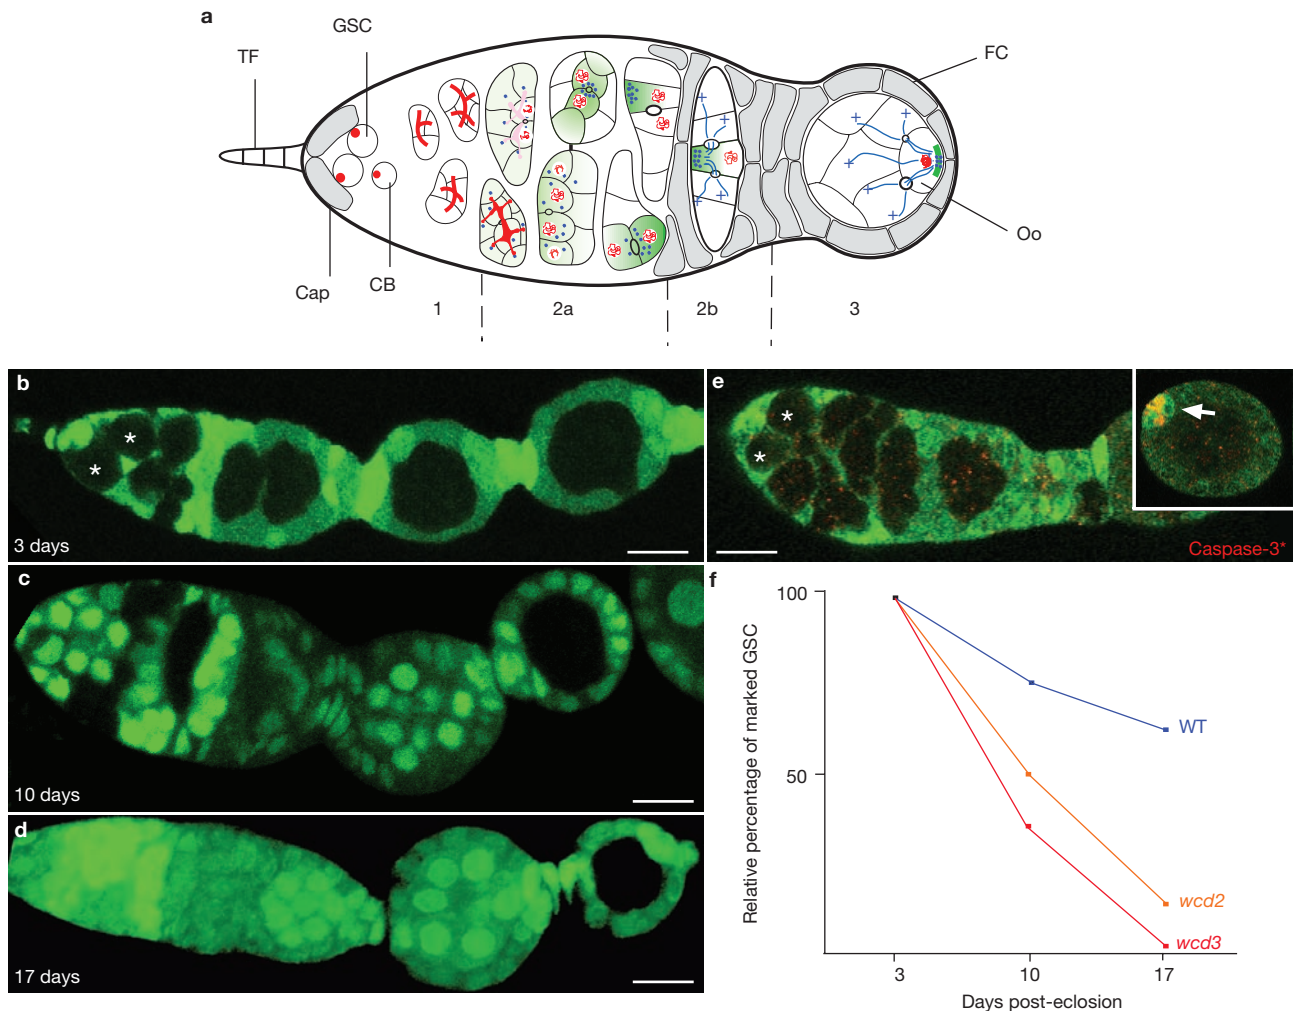 a
GSC
TF
FC
Oo
Cap
CB
1
2a
2b
3
b
*
*
3 days
c
10 days
d
17 days
e
*
*
Caspase-3*
f
Relative percentage of marked GSC
100
50
WT
wcd2
wcd3
3
10
17
Days post-eclosion